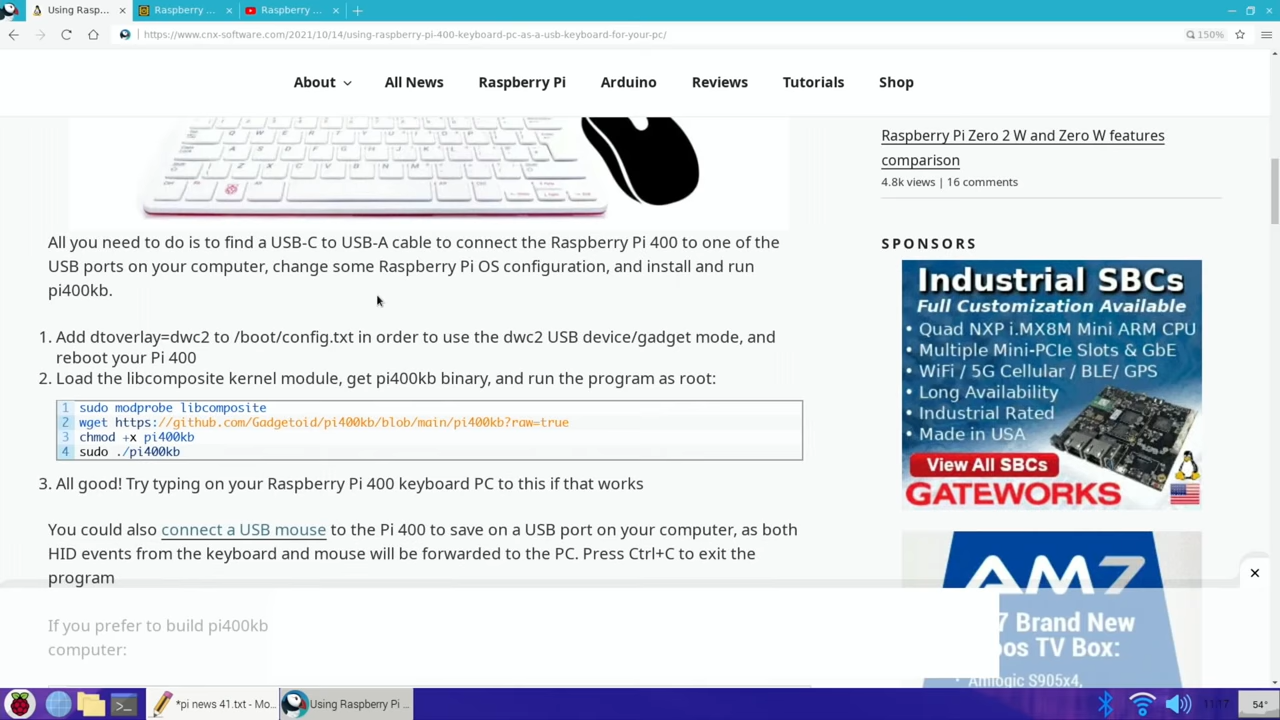 Using Rasp...
Raspberry ...
Raspberry ...
https://www.cnx-software.com/2021/10/14/using-raspberry-pi-400-keyboard-pc-as-a-usb-keyboard-for-your-pc/
150%
About
All News
Raspberry Pi
Arduino
Reviews
Tutorials
Shop
All you need to do is to find a USB-C to USB-A cable to connect the Raspberry Pi 400 to one of the
USB ports on your computer, change some Raspberry Pi OS configuration, and install and run
pi400kb.
1. Add dtoverlay=dwc2 to /boot/config.txt in order to use the dwc2 USB device/gadget mode, and
reboot your Pi 400
2. Load the libcomposite kernel module, get pi400kb binary, and run the program as root:
1 sudo modprobe libcomposite
2 wget https://github.com/Gadgetoid/pi400kb/blob/main/pi400kb?raw=true
3 chmod +x pi400kb
4 sudo ./pi400kb
3. All good! Try typing on your Raspberry Pi 400 keyboard PC to this if that works
You could also connect a USB mouse to the Pi 400 to save on a USB port on your computer, as both
HID events from the keyboard and mouse will be forwarded to the PC. Press Ctrl+C to exit the
program
If you prefer to build pi400kb
computer:
Raspberry Pi Zero 2 W and Zero W features
comparison
4.8k views | 16 comments
SPONSORS
Industrial SBCs
Full Customization Available
• Quad NXP i.MX8M Mini ARM CPU
• Multiple Mini-PCIe Slots & GbE
• WiFi / 5G Cellular / BLE/ GPS
• Long Availability
• Industrial Rated
• Made in USA
View All SBCs
GATEWORKS
AM7
7 Brand New
os TV Box:
Amlogic S905x4,
*pi news 41.txt - Mo...
Using Raspberry Pi ...
11:17
54°